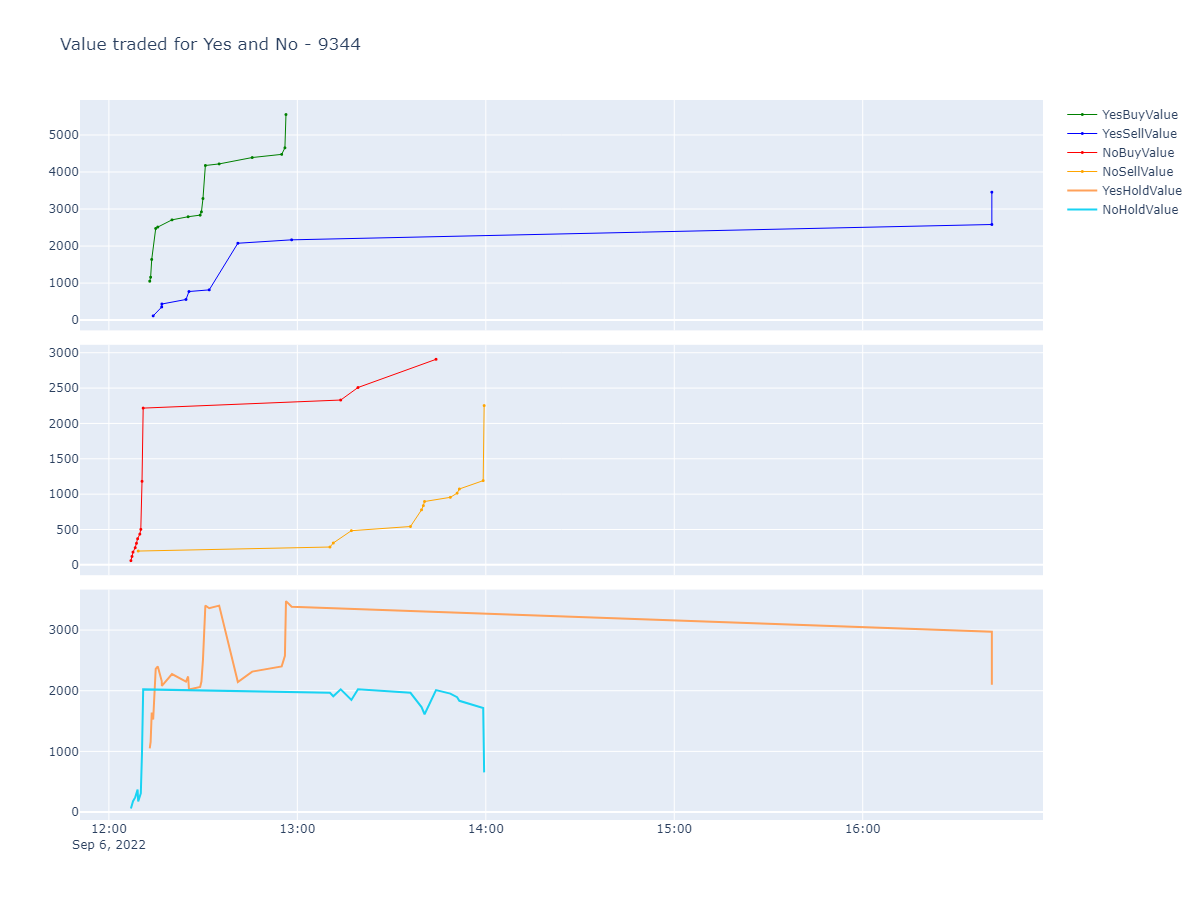 Value traded for Yes and No - 9344
5000
4000
3000
2000
1000
0
YesBuyValue
YesSellValue
NoBuyValue
NoSellValue
YesHoldValue
NoHoldValue
3000
2500
2000
1500
1000
500
0
3000
2000
1000
0
12:00 13:00 14:00 15:00 16:00
Sep 6, 2022